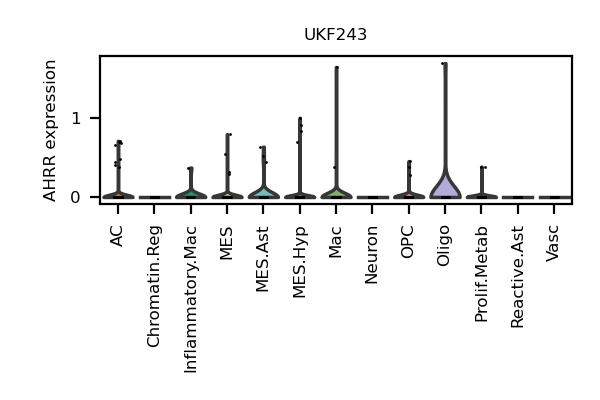 UKF243
AHRR expression
1
0
AC
Chromatin.Reg
Inflammatory.Mac
MES
MES.Ast
MES.Hyp
Mac
Neuron
OPC
Oligo
Prolif.Metab
Reactive.Ast
Vasc